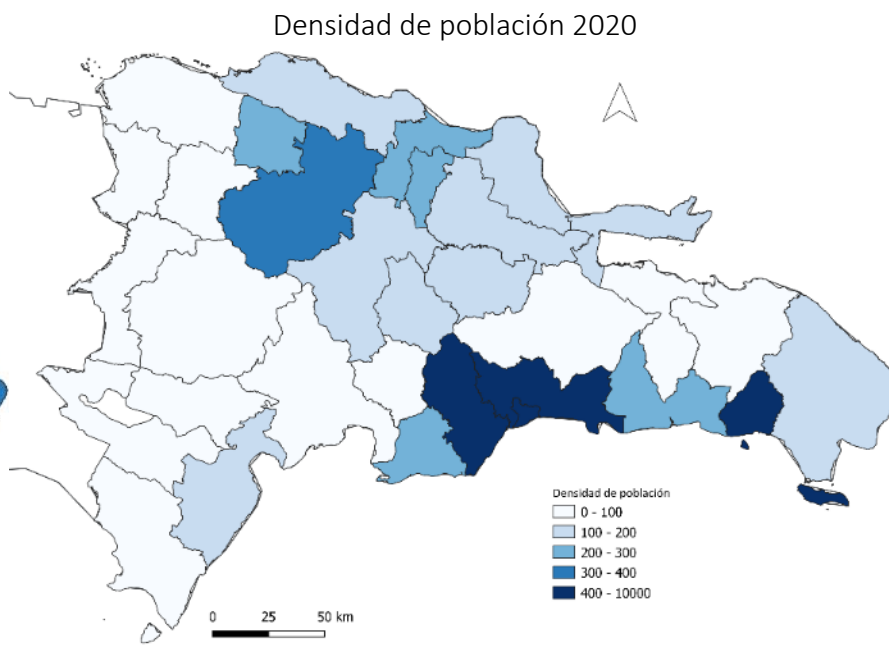 Densidad de población 2020
Densidad de población
0 - 100
100 - 200
200 - 300
300 - 400
400 - 10000
0 25 50 km